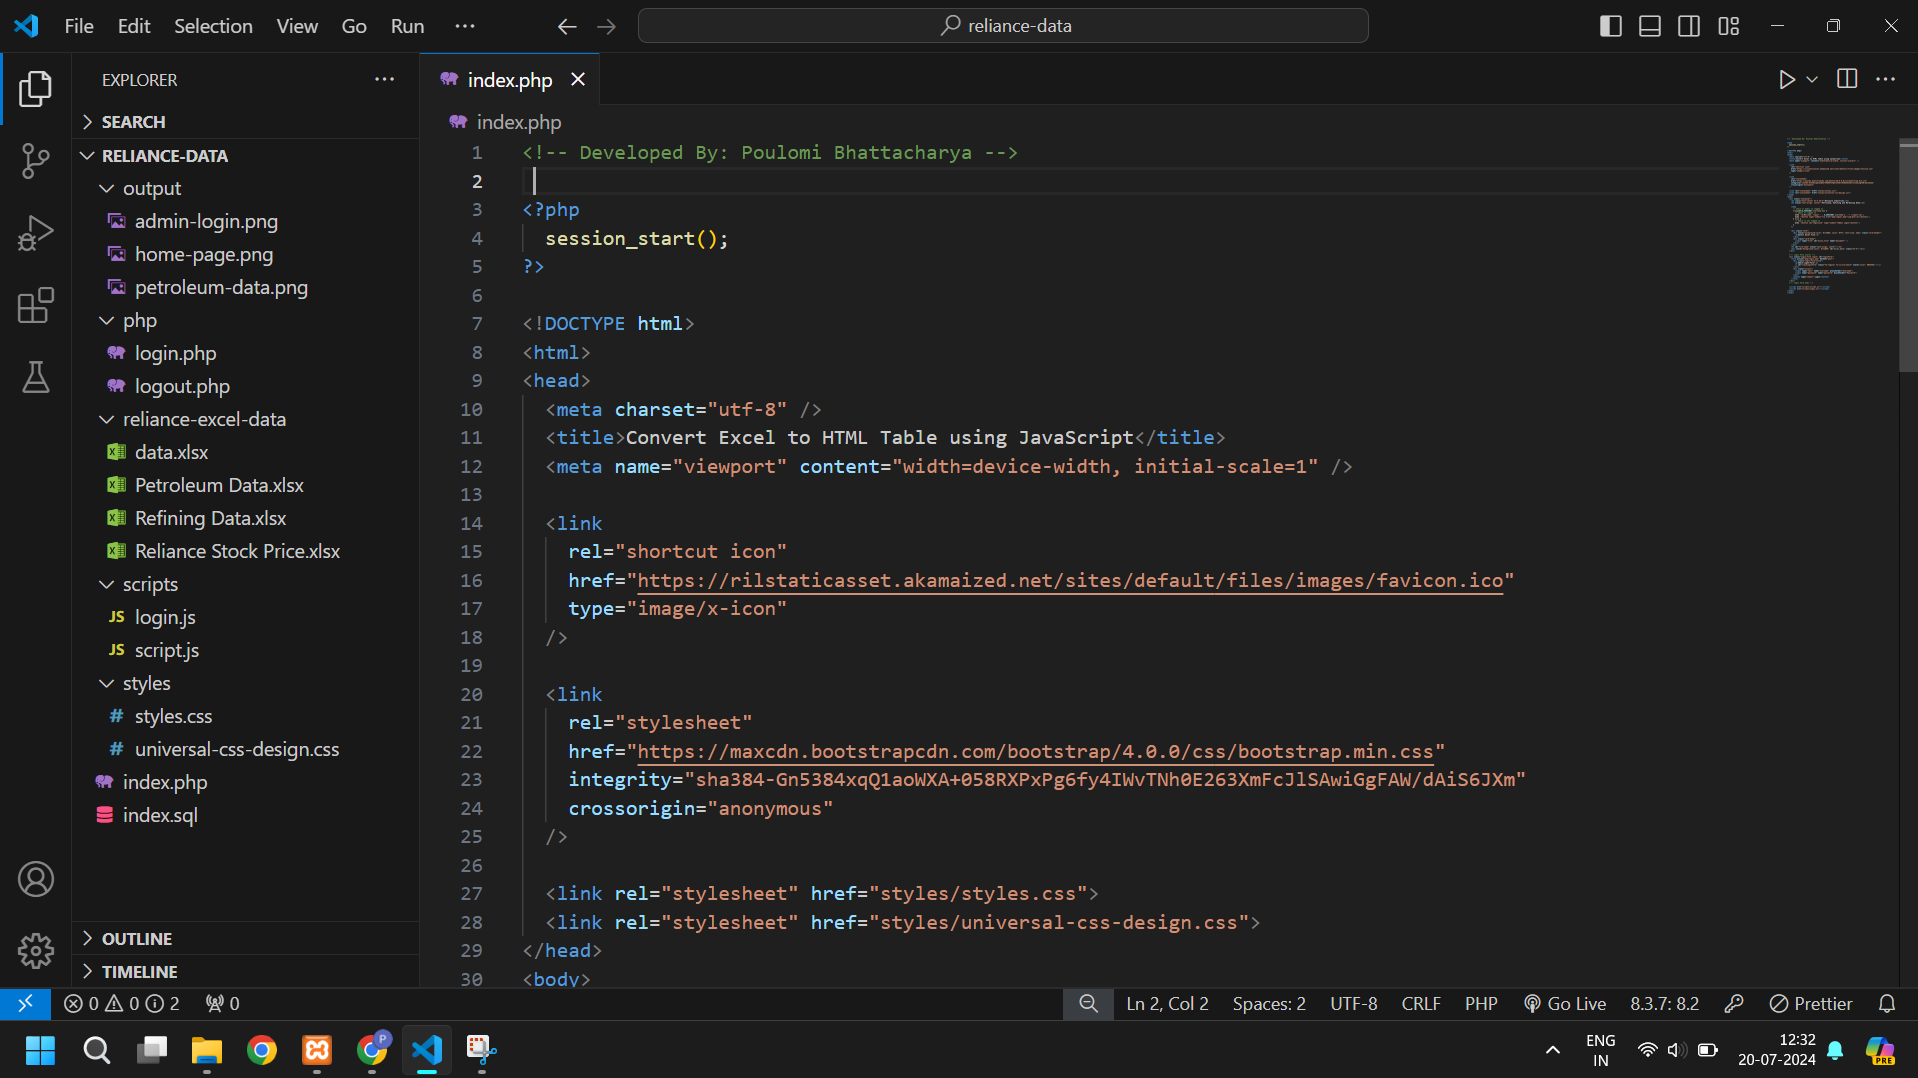 File Edit Selection View Go Run ···
reliance-data
EXPLORER ···
SEARCH
RELIANCE-DATA
output
admin-login.png
home-page.png
petroleum-data.png
php
login.php
logout.php
reliance-excel-data
data.xlsx
Petroleum Data.xlsx
Refining Data.xlsx
Reliance Stock Price.xlsx
scripts
JS login.js
JS script.js
styles
# styles.css
# universal-css-design.css
index.php
index.sql
OUTLINE
TIMELINE
index.php
index.php
1 <!-- Developed By: Poulomi Bhattacharya -->
2
3 <?php
4 session_start();
5 ?>
6
7 <!DOCTYPE html>
8 <html>
9 <head>
10 <meta charset="utf-8" />
11 <title>Convert Excel to HTML Table using JavaScript</title>
12 <meta name="viewport" content="width=device-width, initial-scale=1" />
13
14 <link
15 rel="shortcut icon"
16 href="https://rilstaticasset.akamaized.net/sites/default/files/images/favicon.ico"
17 type="image/x-icon"
18 />
19
20 <link
21 rel="stylesheet"
22 href="https://maxcdn.bootstrapcdn.com/bootstrap/4.0.0/css/bootstrap.min.css"
23 integrity="sha384-Gn5384xqQ1aoWXA+058RXPxPg6fy4IWvTNh0E263XmFcJlSAwiGgFAW/dAiS6JXm"
24 crossorigin="anonymous"
25 />
26
27 <link rel="stylesheet" href="styles/styles.css">
28 <link rel="stylesheet" href="styles/universal-css-design.css">
29 </head>
30 <body>
0 0 2 0
Ln 2, Col 2 Spaces: 2 UTF-8 CRLF PHP Go Live 8.3.7: 8.2 Prettier
P
ENG
IN
12:32
20-07-2024
PRE